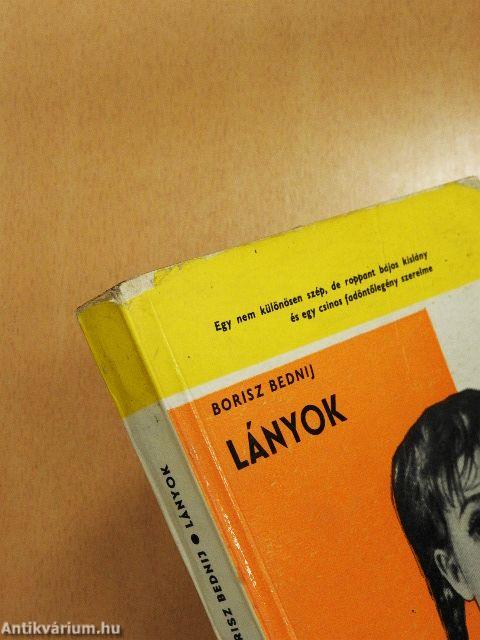 Egy nem különösen szép, de roppant bájos kislány
és egy csinos fadöntőlegény szerelme
BORISZ BEDNIJ
LÁNYOK
RISZ BEDNIJ ● LÁNYOK
Antikvárium.hu